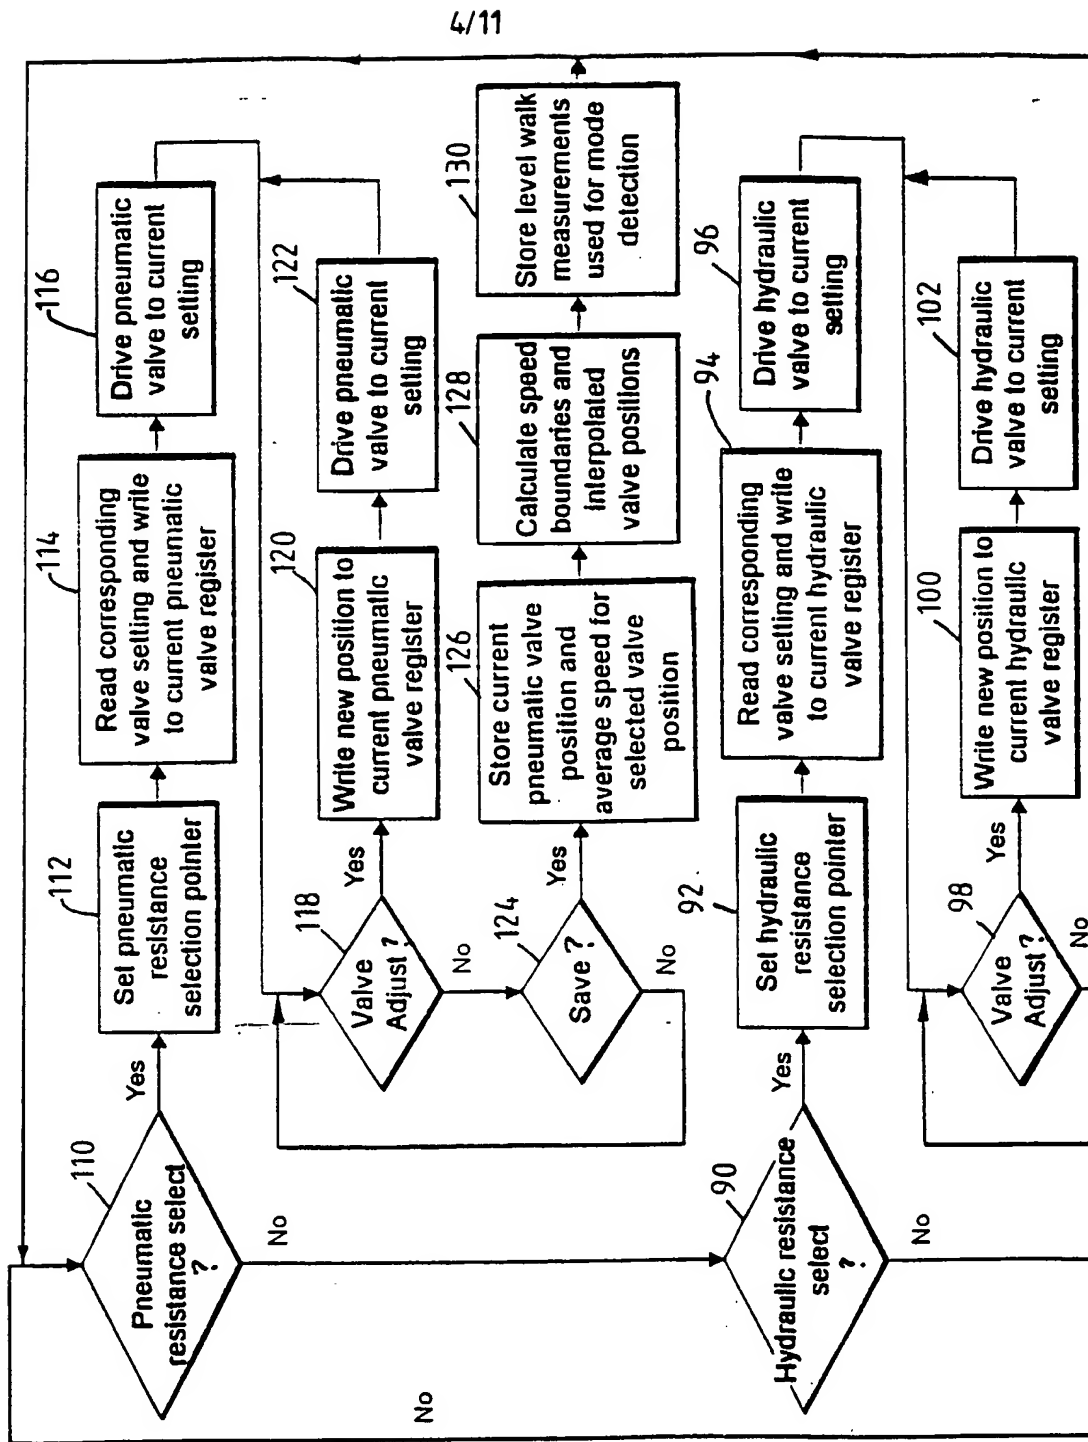 4/11
110
Pneumatic
resistance select
?
Yes
No
112
Set pneumatic
resistance
selection pointer
114
Read corresponding
valve setting and write
to current pneumatic
valve register
116
Drive pneumatic
valve to current
setting
118
Valve
Adjust ?
Yes
No
120
Write new position to
current pneumatic
valve register
122
Drive pneumatic
valve to current
setting
124
Save ?
Yes
No
126
Store current
pneumatic valve
position and
average speed for
selected valve
position
128
Calculate speed
boundaries and
interpolated
valve positions
130
Store level walk
measurements
used for mode
detection
90
Hydraulic resistance
select
?
Yes
No
92
Set hydraulic
resistance
selection pointer
94
Read corresponding
valve setting and write
to current hydraulic
valve register
96
Drive hydraulic
valve to current
setting
98
Valve
Adjust ?
Yes
No
100
Write new position to
current hydraulic
valve register
102
Drive hydraulic
valve to current
setting
No